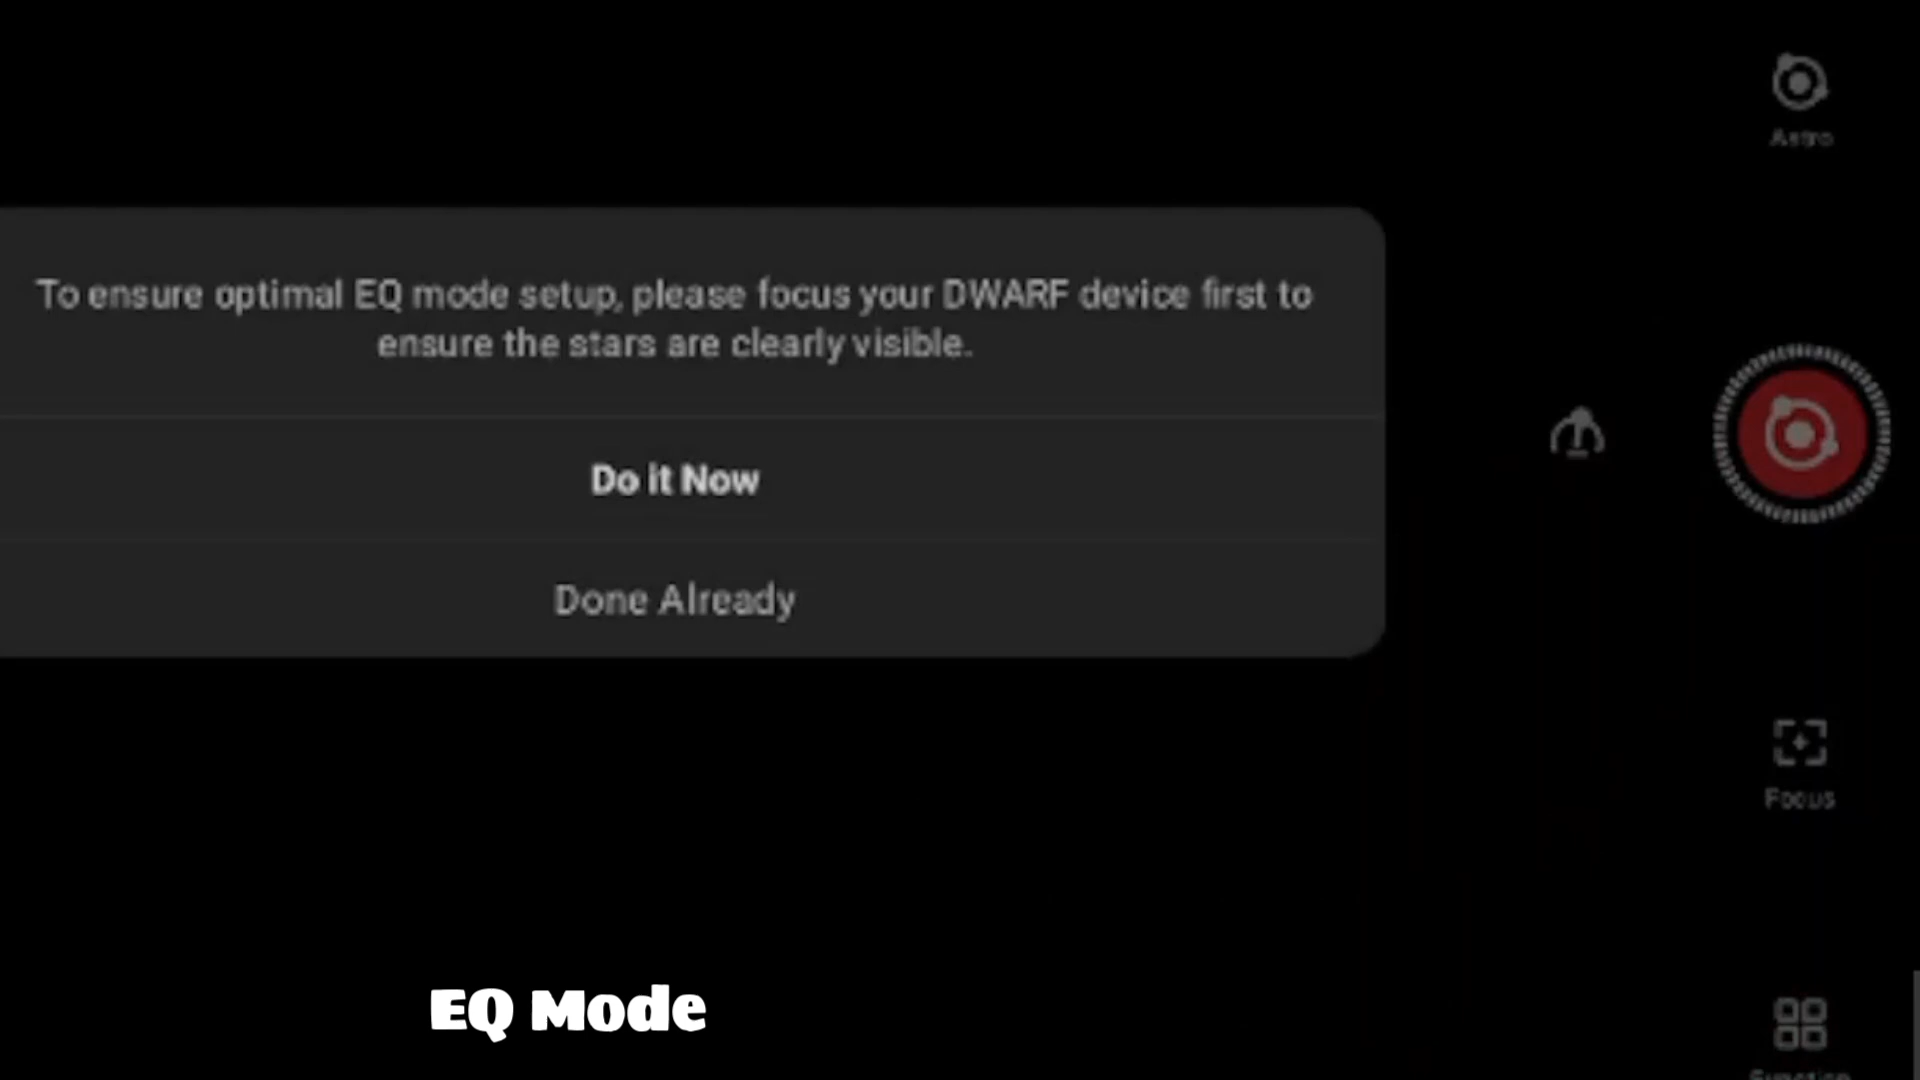 Astro
To ensure optimal EQ mode setup, please focus your DWARF device first to
ensure the stars are clearly visible.
Do it Now
Done Already
Focus
EQ Mode
Function